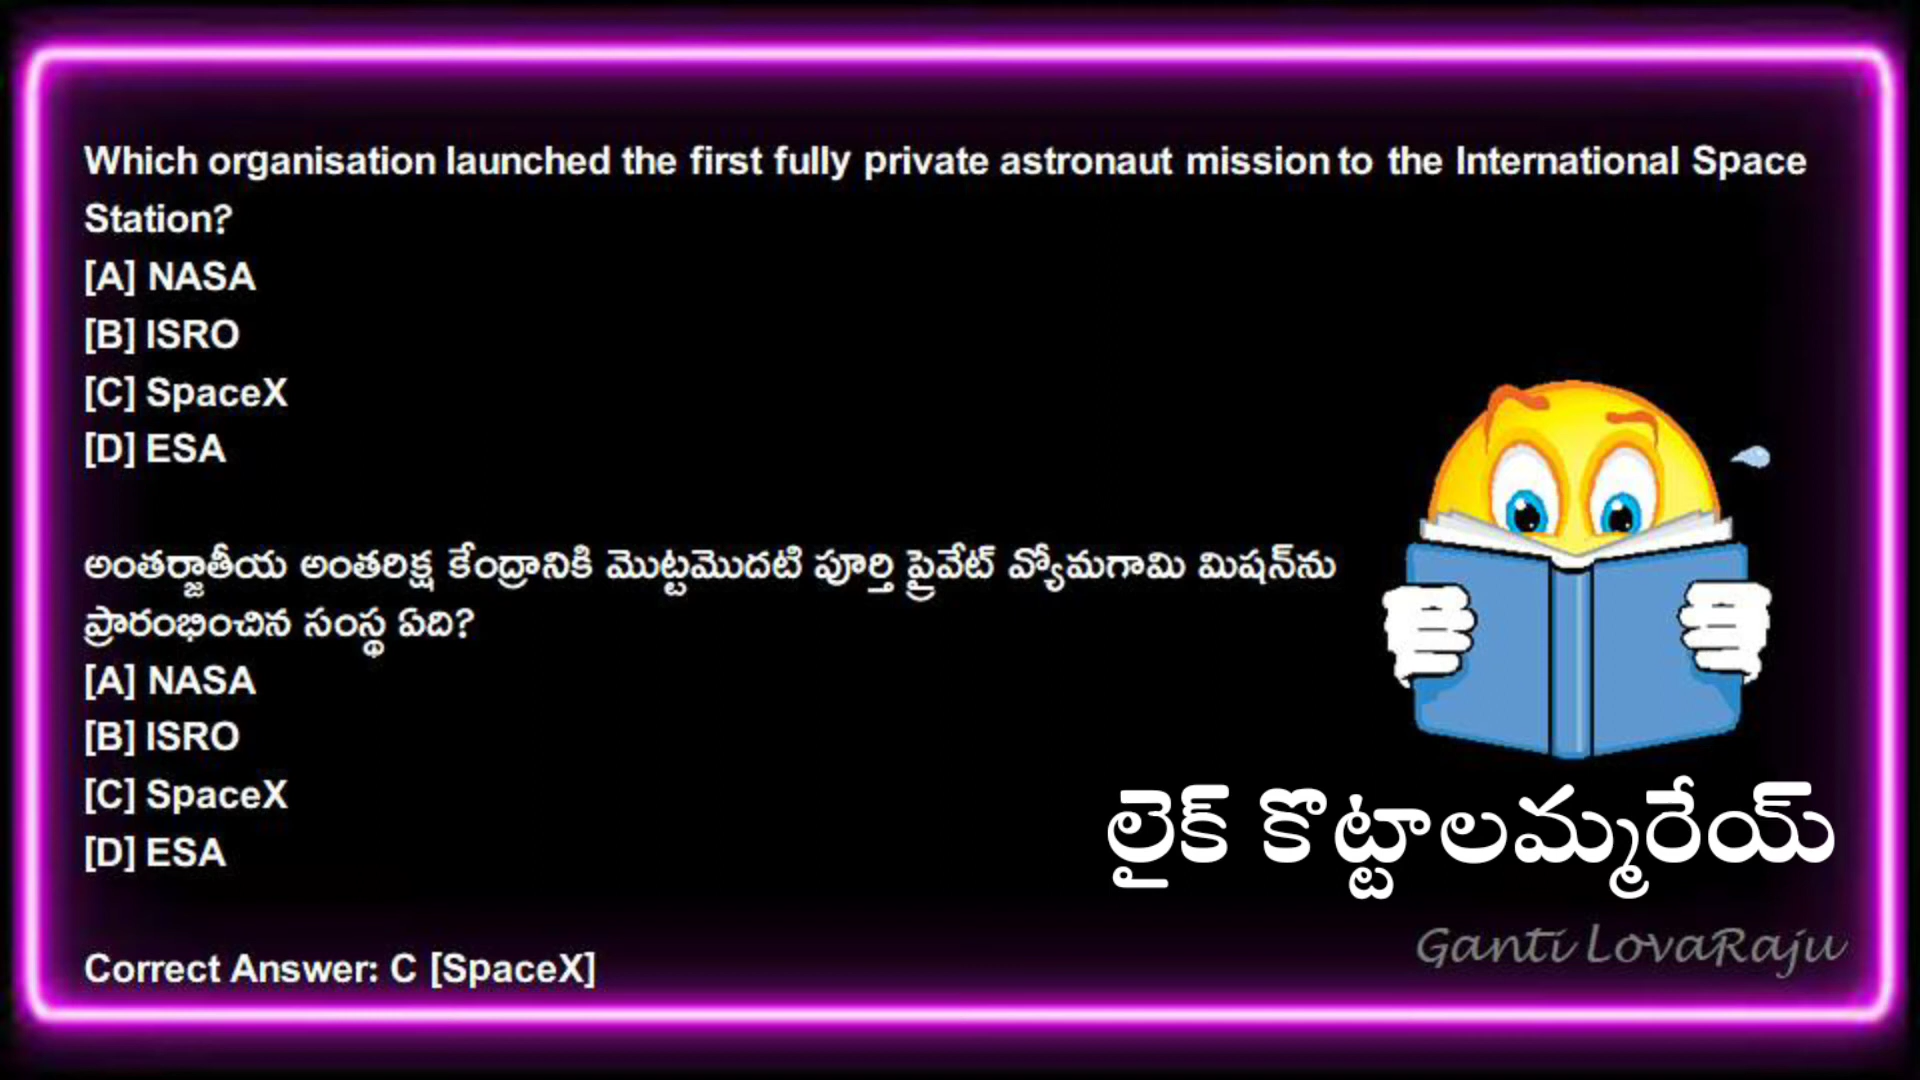 Which organisation launched the first fully private astronaut mission to the International Space
Station?
[A] NASA
[B] ISRO
[C] SpaceX
[D] ESA
అంతర్జాతీయ అంతరిక్ష కేంద్రానికి మొట్టమొదటి పూర్తి ప్రైవేట్ వ్యోమగామి మిషన్‌ను
ప్రారంభించిన సంస్థ ఏది?
[A] NASA
[B] ISRO
[C] SpaceX
[D] ESA
లైక్ కొట్టాలమ్మరేయ్
Ganti LovaRaju
Correct Answer: C [SpaceX]